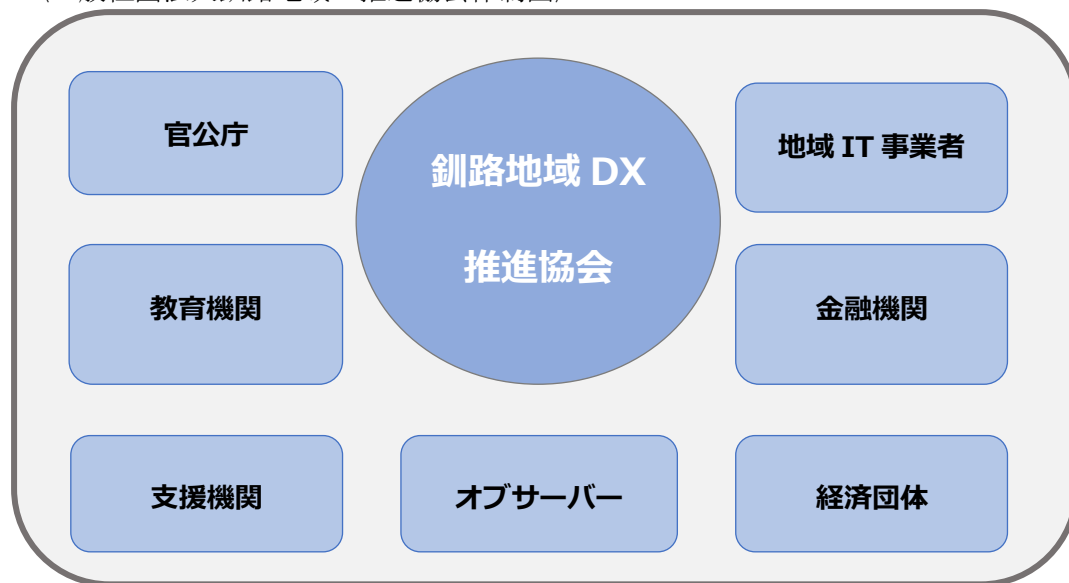 官公庁
釧路地域 DX
推進協会
地域 IT 事業者
教育機関
金融機関
支援機関
オブサーバー
経済団体